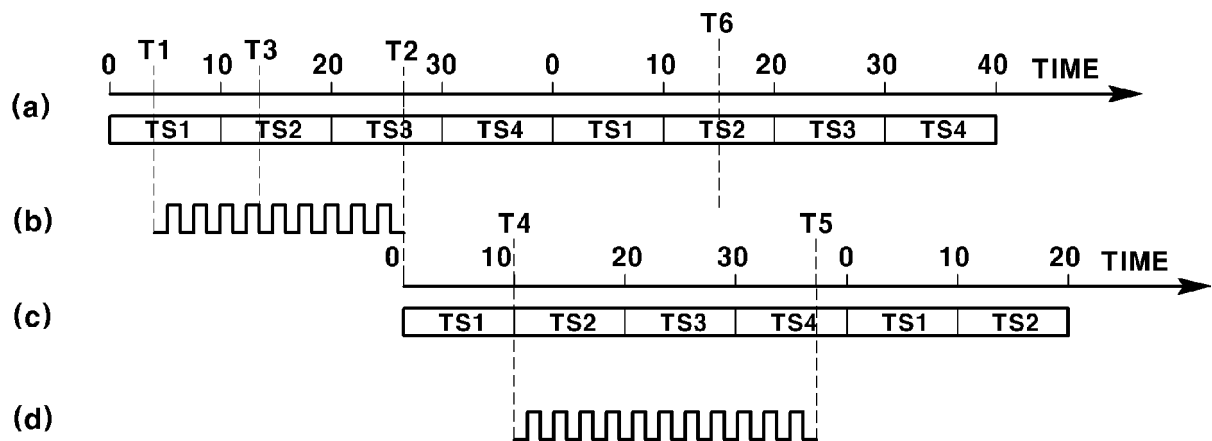 T6
T1 T3 T2
0 10 20 30 0 10 20 30 40 TIME
(a)
TS1 TS2 TS3 TS4 TS1 TS2 TS3 TS4
(b)
T4 T5
0 10 20 30 0 10 20 TIME
(c)
TS1 TS2 TS3 TS4 TS1 TS2
(d)